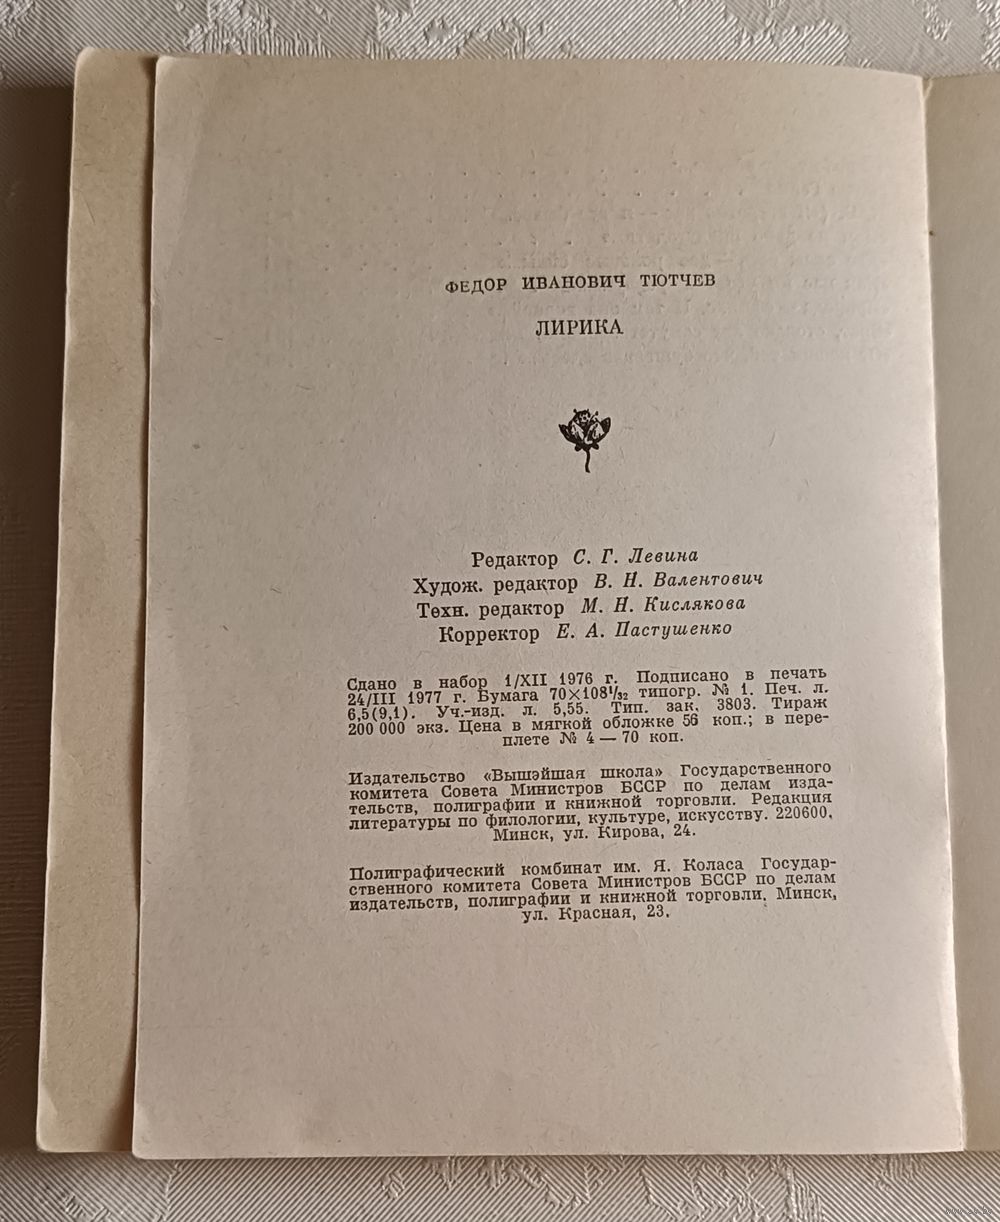 ФЕДОР ИВАНОВИЧ ТЮТЧЕВ
ЛИРИКА
Редактор С. Г. Левина
Худож. редактор В. Н. Валентович
Техн. редактор М. Н. Кислякова
Корректор Е. А. Пастушенко
Сдано в набор 1/XII 1976 г. Подписано в печать
24/III 1977 г. Бумага 70×108¹/₃₂ типогр. № 1. Печ. л.
6,5(9,1). Уч.-изд. л. 5,55. Тип. зак. 3803. Тираж
200 000 экз. Цена в мягкой обложке 56 коп.; в пере-
плете № 4 — 70 коп.
Издательство «Вышэйшая школа» Государственного
комитета Совета Министров БССР по делам изда-
тельств, полиграфии и книжной торговли. Редакция
литературы по филологии, культуре, искусству. 220600,
Минск, ул. Кирова, 24.
Полиграфический комбинат им. Я. Коласа Государ-
ственного комитета Совета Министров БССР по делам
издательств, полиграфии и книжной торговли. Минск,
ул. Красная, 23.